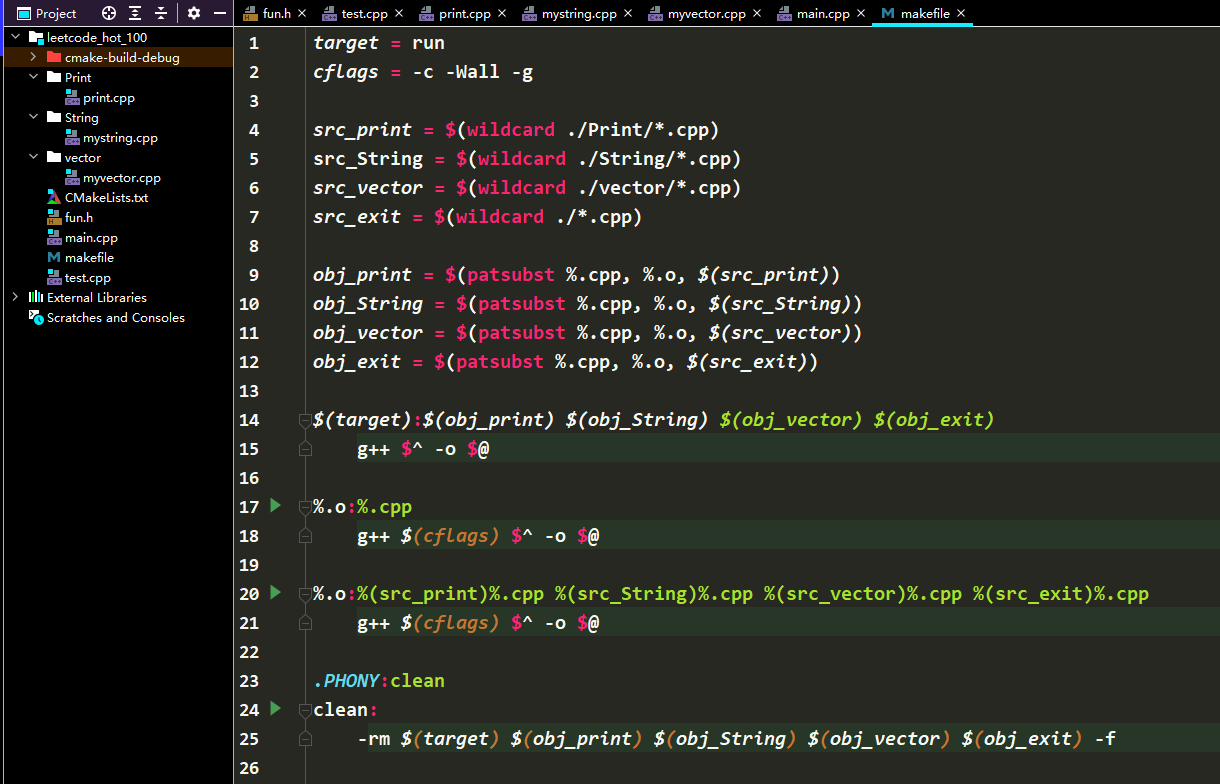 Project
fun.h test.cpp print.cpp mystring.cpp myvector.cpp main.cpp makefile
leetcode_hot_100
cmake-build-debug
Print
print.cpp
String
mystring.cpp
vector
myvector.cpp
CMakeLists.txt
fun.h
main.cpp
makefile
test.cpp
External Libraries
Scratches and Consoles
1 target = run
2 cflags = -c -Wall -g
3
4 src_print = $(wildcard ./Print/*.cpp)
5 src_String = $(wildcard ./String/*.cpp)
6 src_vector = $(wildcard ./vector/*.cpp)
7 src_exit = $(wildcard ./*.cpp)
8
9 obj_print = $(patsubst %.cpp, %.o, $(src_print))
10 obj_String = $(patsubst %.cpp, %.o, $(src_String))
11 obj_vector = $(patsubst %.cpp, %.o, $(src_vector))
12 obj_exit = $(patsubst %.cpp, %.o, $(src_exit))
13
14 $(target):$(obj_print) $(obj_String) $(obj_vector) $(obj_exit)
15 g++ $^ -o $@
16
17 %.o:%.cpp
18 g++ $(cflags) $^ -o $@
19
20 %.o:%(src_print)%.cpp %(src_String)%.cpp %(src_vector)%.cpp %(src_exit)%.cpp
21 g++ $(cflags) $^ -o $@
22
23 .PHONY:clean
24 clean:
25 -rm $(target) $(obj_print) $(obj_String) $(obj_vector) $(obj_exit) -f
26